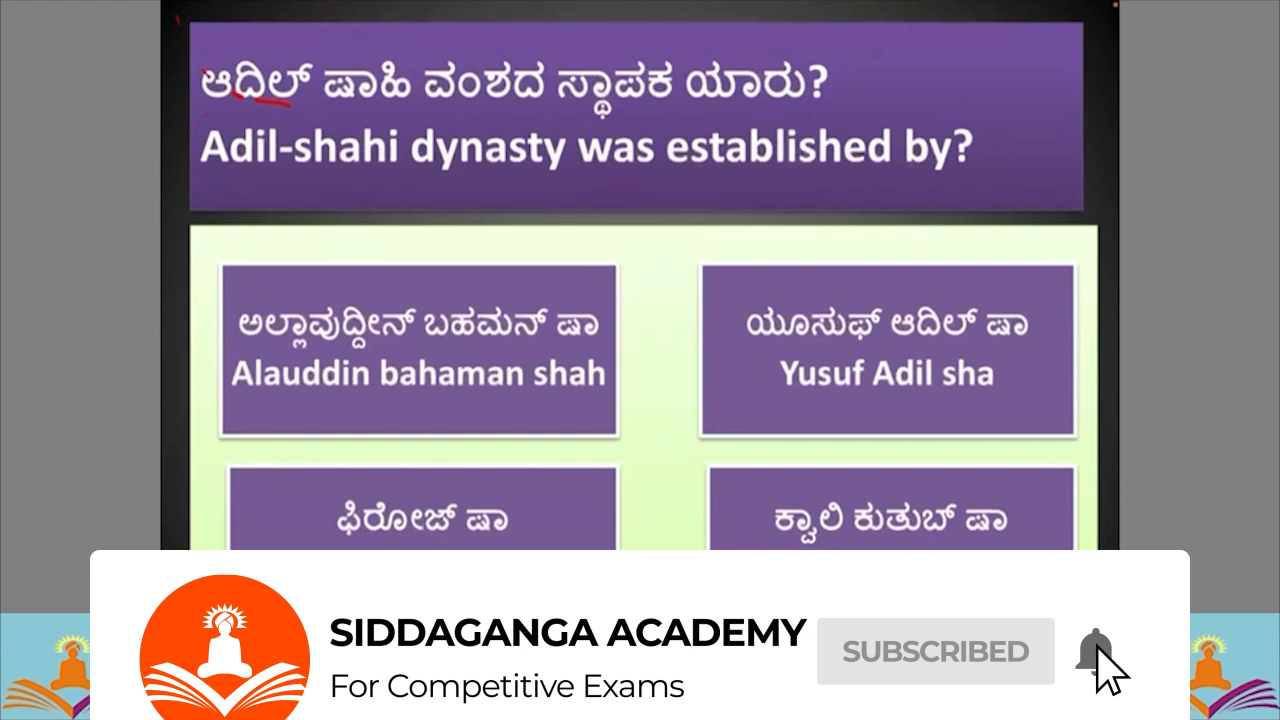 ಆದಿಲ್ ಷಾಹಿ ವಂಶದ ಸ್ಥಾಪಕ ಯಾರು?
Adil-shahi dynasty was established by?
ಅಲ್ಲಾವುದ್ದೀನ್ ಬಹಮನ್ ಷಾ
Alauddin bahaman shah
ಯೂಸುಫ್ ಆದಿಲ್ ಷಾ
Yusuf Adil sha
ಫಿರೋಜ್ ಷಾ
ಕ್ವಾಲಿ ಕುತುಬ್ ಷಾ
SIDDAGANGA ACADEMY
For Competitive Exams
SUBSCRIBED